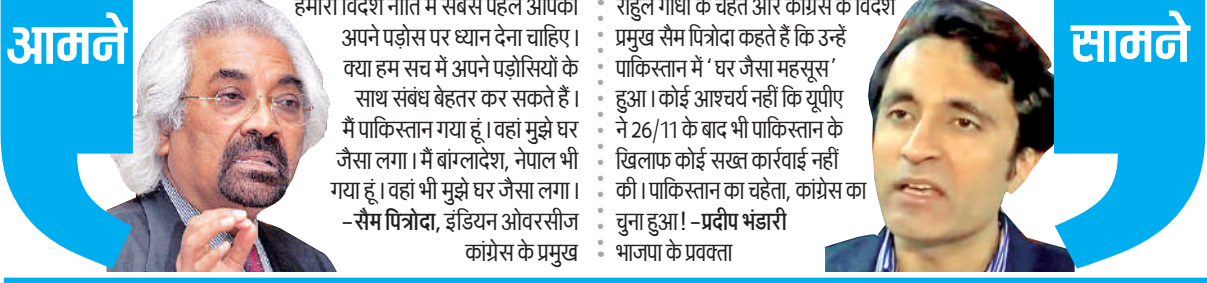 आमने
हमारी विदेश नीति में सबसे पहले आपको
अपने पड़ोस पर ध्यान देना चाहिए।
क्या हम सच में अपने पड़ोसियों के
साथ संबंध बेहतर कर सकते हैं।
मैं पाकिस्तान गया हूं। वहां मुझे घर
जैसा लगा। मैं बांग्लादेश, नेपाल भी
गया हूं। वहां भी मुझे घर जैसा लगा।
-सैम पित्रोदा, इंडियन ओवरसीज
कांग्रेस के प्रमुख
राहुल गांधी के चहेते और कांग्रेस के विदेश
प्रमुख सैम पित्रोदा कहते हैं कि उन्हें
पाकिस्तान में ‘घर जैसा महसूस’
हुआ। कोई आश्चर्य नहीं कि यूपीए
ने 26/11 के बाद भी पाकिस्तान के
खिलाफ कोई सख्त कार्रवाई नहीं
की। पाकिस्तान का चहेता, कांग्रेस का
चुना हुआ! -प्रदीप भंडारी
भाजपा के प्रवक्ता
सामने